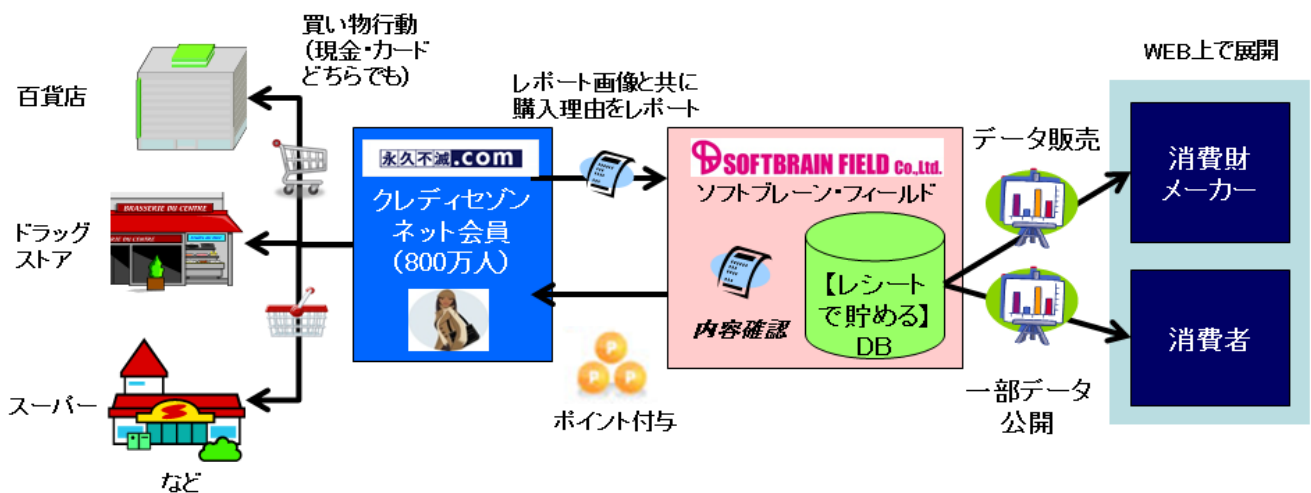 買い物行動
(現金・カード
どちらでも)
百貨店
ドラッグ
ストア
スーパー
など
BRASSERIE DU CENTRE
RIE DU CENTRE
永久不滅.com
クレディセゾン
ネット会員
(800万人)
レポート画像と共に
購入理由をレポート
ポイント付与
P
P
P
SOFTBRAIN FIELD Co.,Ltd.
ソフトブレーン・フィールド
内容確認
【レシート
で貯める】
DB
データ販売
一部データ
公開
WEB上で展開
消費財
メーカー
消費者